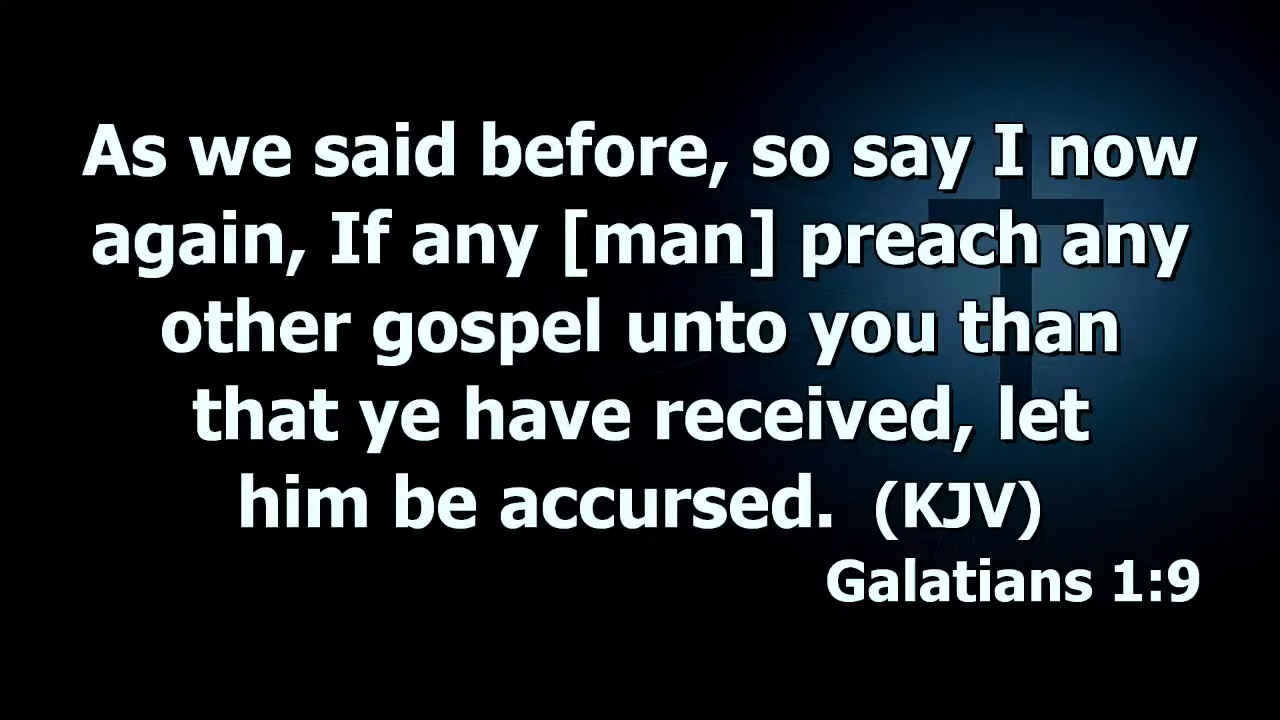 As we said before, so say I now
again, If any [man] preach any
other gospel unto you than
that ye have received, let
him be accursed.  (KJV)
Galatians 1:9